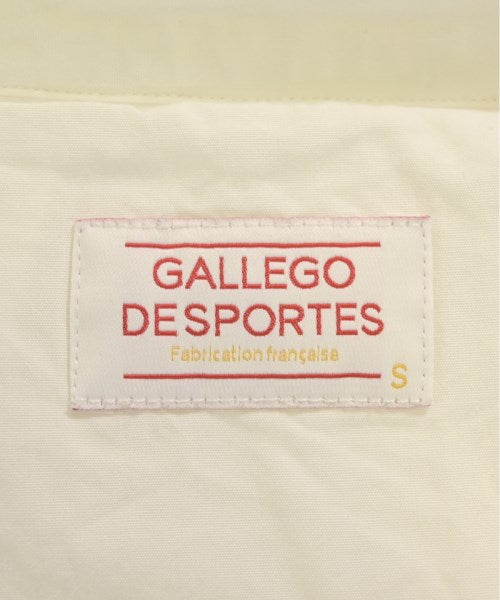 GALLEGO
DESPORTES
Fabrication française
S